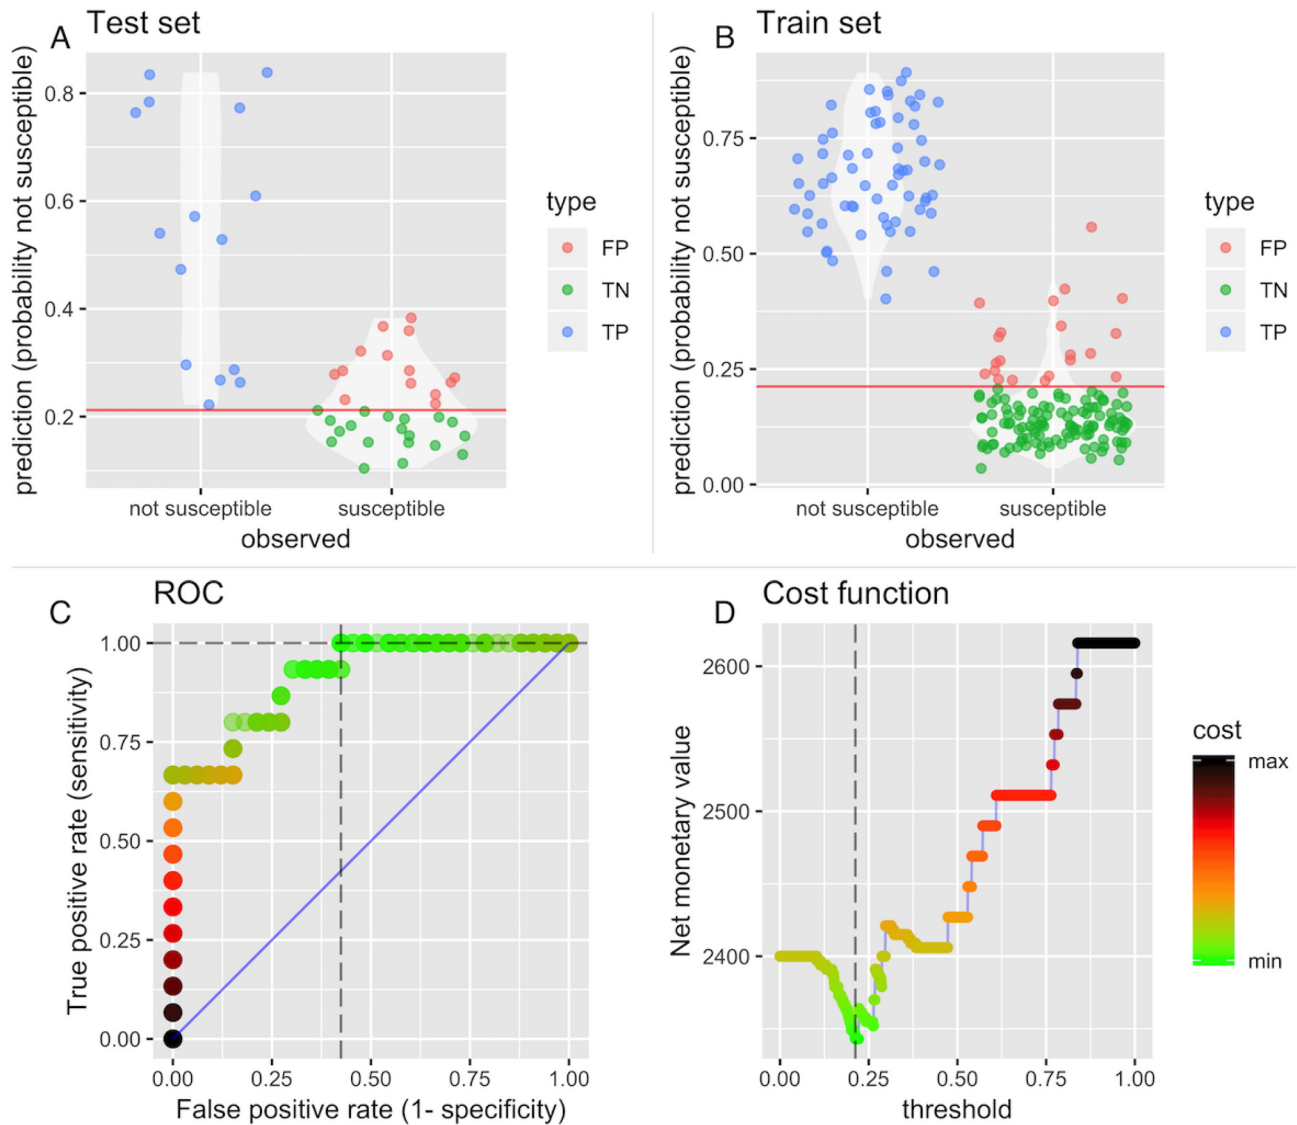 A Test set
prediction (probability not susceptible)
0.8
0.6
0.4
0.2
not susceptible susceptible
observed
type
FP
TN
TP
B Train set
prediction (probability not susceptible)
0.75
0.50
0.25
0.00
not susceptible susceptible
observed
type
FP
TN
TP
C ROC
True positive rate (sensitivity)
1.00
0.75
0.50
0.25
0.00
0.00 0.25 0.50 0.75 1.00
False positive rate (1- specificity)
D Cost function
Net monetary value
2600
2500
2400
0.00 0.25 0.50 0.75 1.00
threshold
cost
max
min